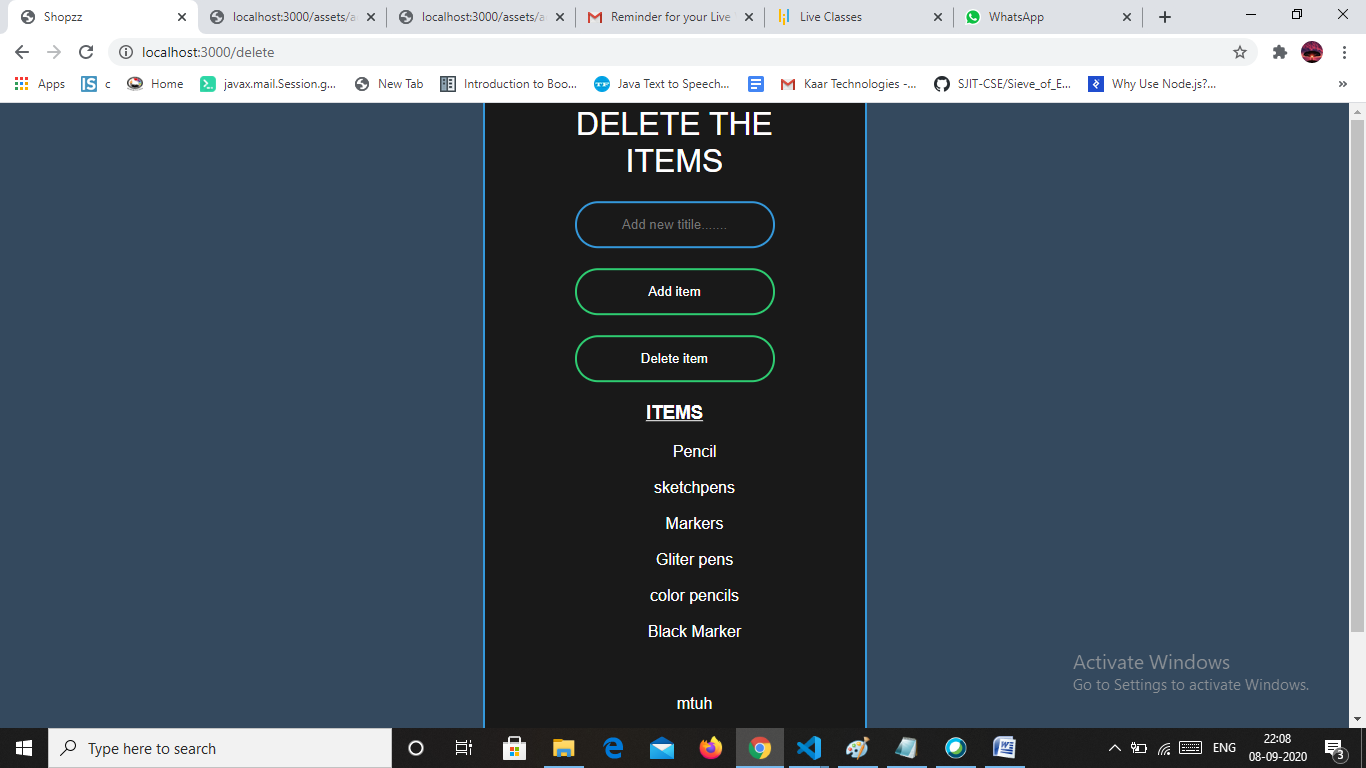 Shopzz
localhost:3000/assets/a
localhost:3000/assets/a
Reminder for your Live
Live Classes
WhatsApp
localhost:3000/delete
Apps
c
Home
javax.mail.Session.g...
New Tab
Introduction to Boo...
Java Text to Speech...
Kaar Technologies -...
SJIT-CSE/Sieve_of_E...
Why Use Node.js?...
DELETE THE
ITEMS
Add new titile.......
Add item
Delete item
ITEMS
Pencil
sketchpens
Markers
Gliter pens
color pencils
Black Marker
mtuh
Activate Windows
Go to Settings to activate Windows.
Type here to search
ENG
22:08
08-09-2020
3